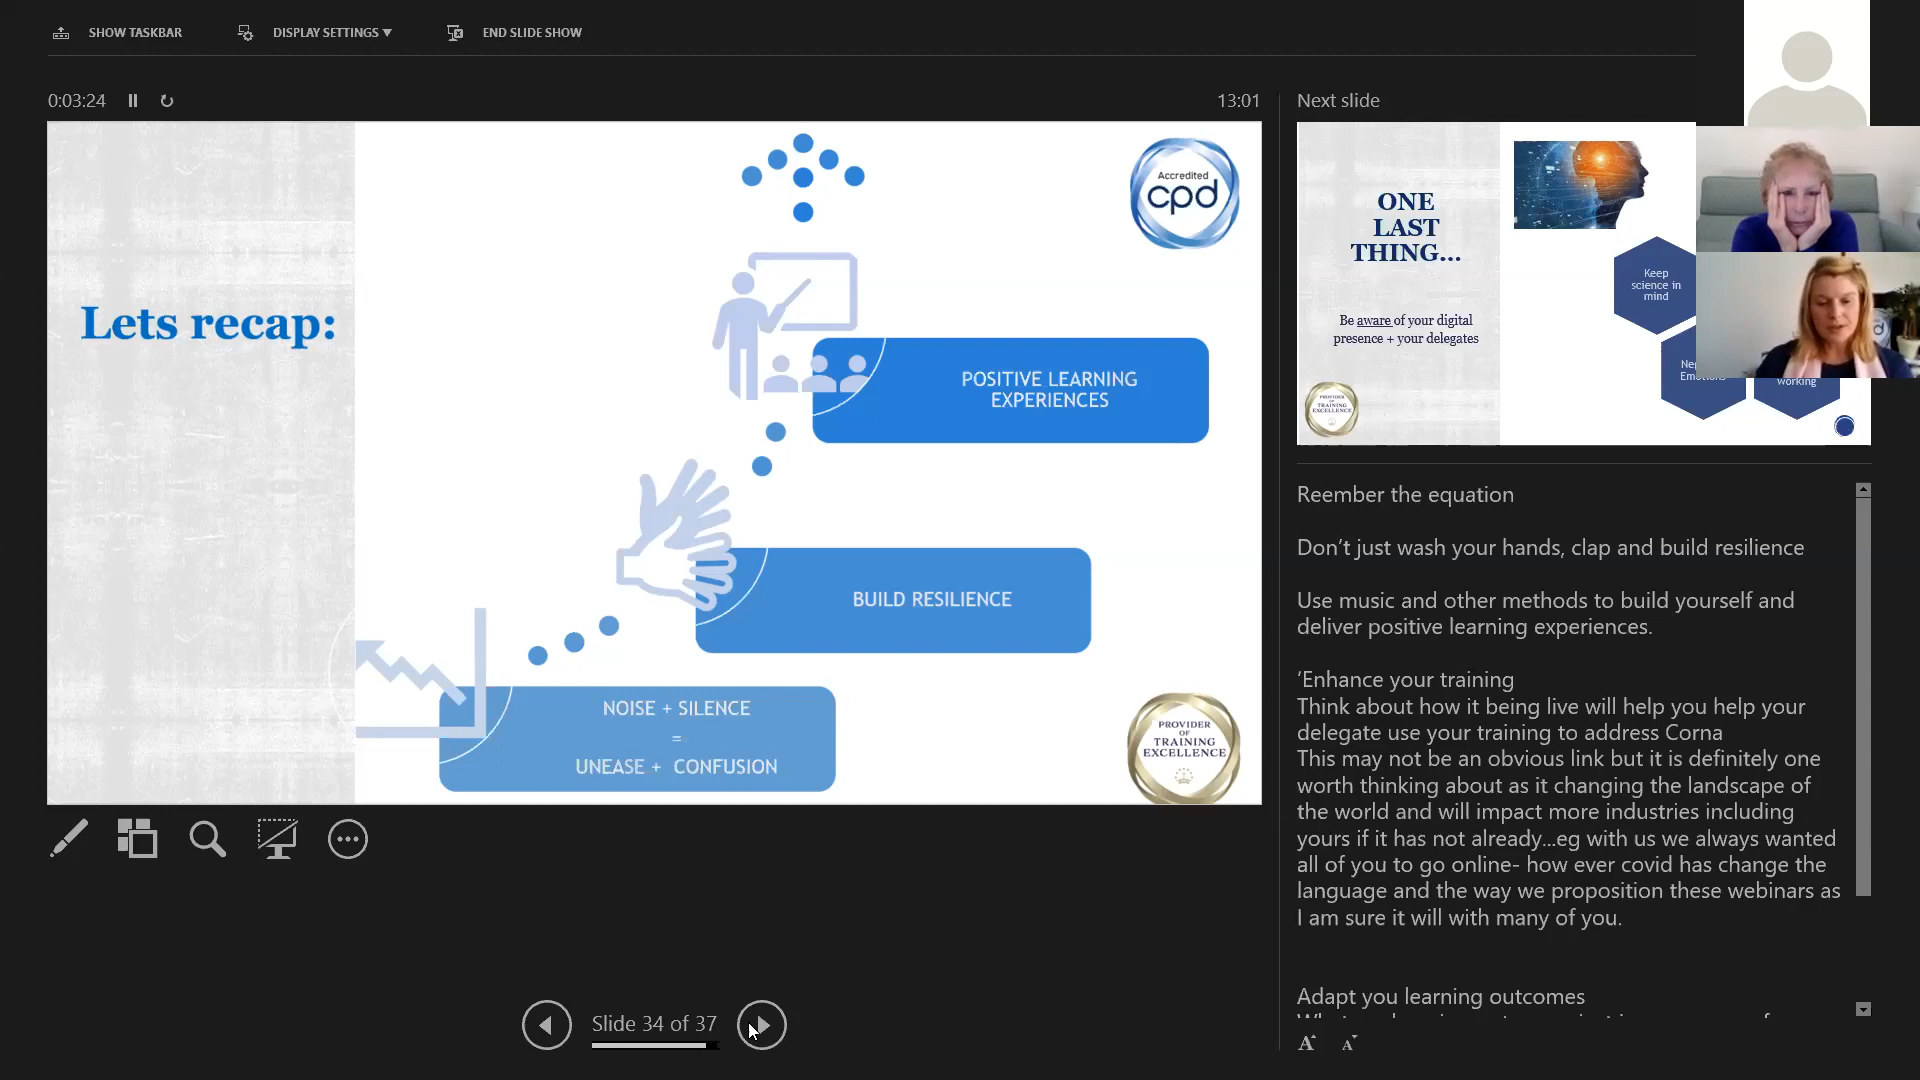 SHOW TASKBAR
DISPLAY SETTINGS
END SLIDE SHOW
0:03:24
13:01
Lets recap:
Accredited
cpd
POSITIVE LEARNING
EXPERIENCES
BUILD RESILIENCE
NOISE + SILENCE
=
UNEASE + CONFUSION
PROVIDER
OF
TRAINING
EXCELLENCE
Slide 34 of 37
Next slide
ONE
LAST
THING...
Be aware of your digital
presence + your delegates
PROVIDER
OF
TRAINING
EXCELLENCE
Keep
science in
mind
working
Reember the equation
Don’t just wash your hands, clap and build resilience
Use music and other methods to build yourself and
deliver positive learning experiences.
‘Enhance your training
Think about how it being live will help you help your
delegate use your training to address Corna
This may not be an obvious link but it is definitely one
worth thinking about as it changing the landscape of
the world and will impact more industries including
yours if it has not already...eg with us we always wanted
all of you to go online- how ever covid has change the
language and the way we proposition these webinars as
I am sure it will with many of you.
Adapt you learning outcomes
A A